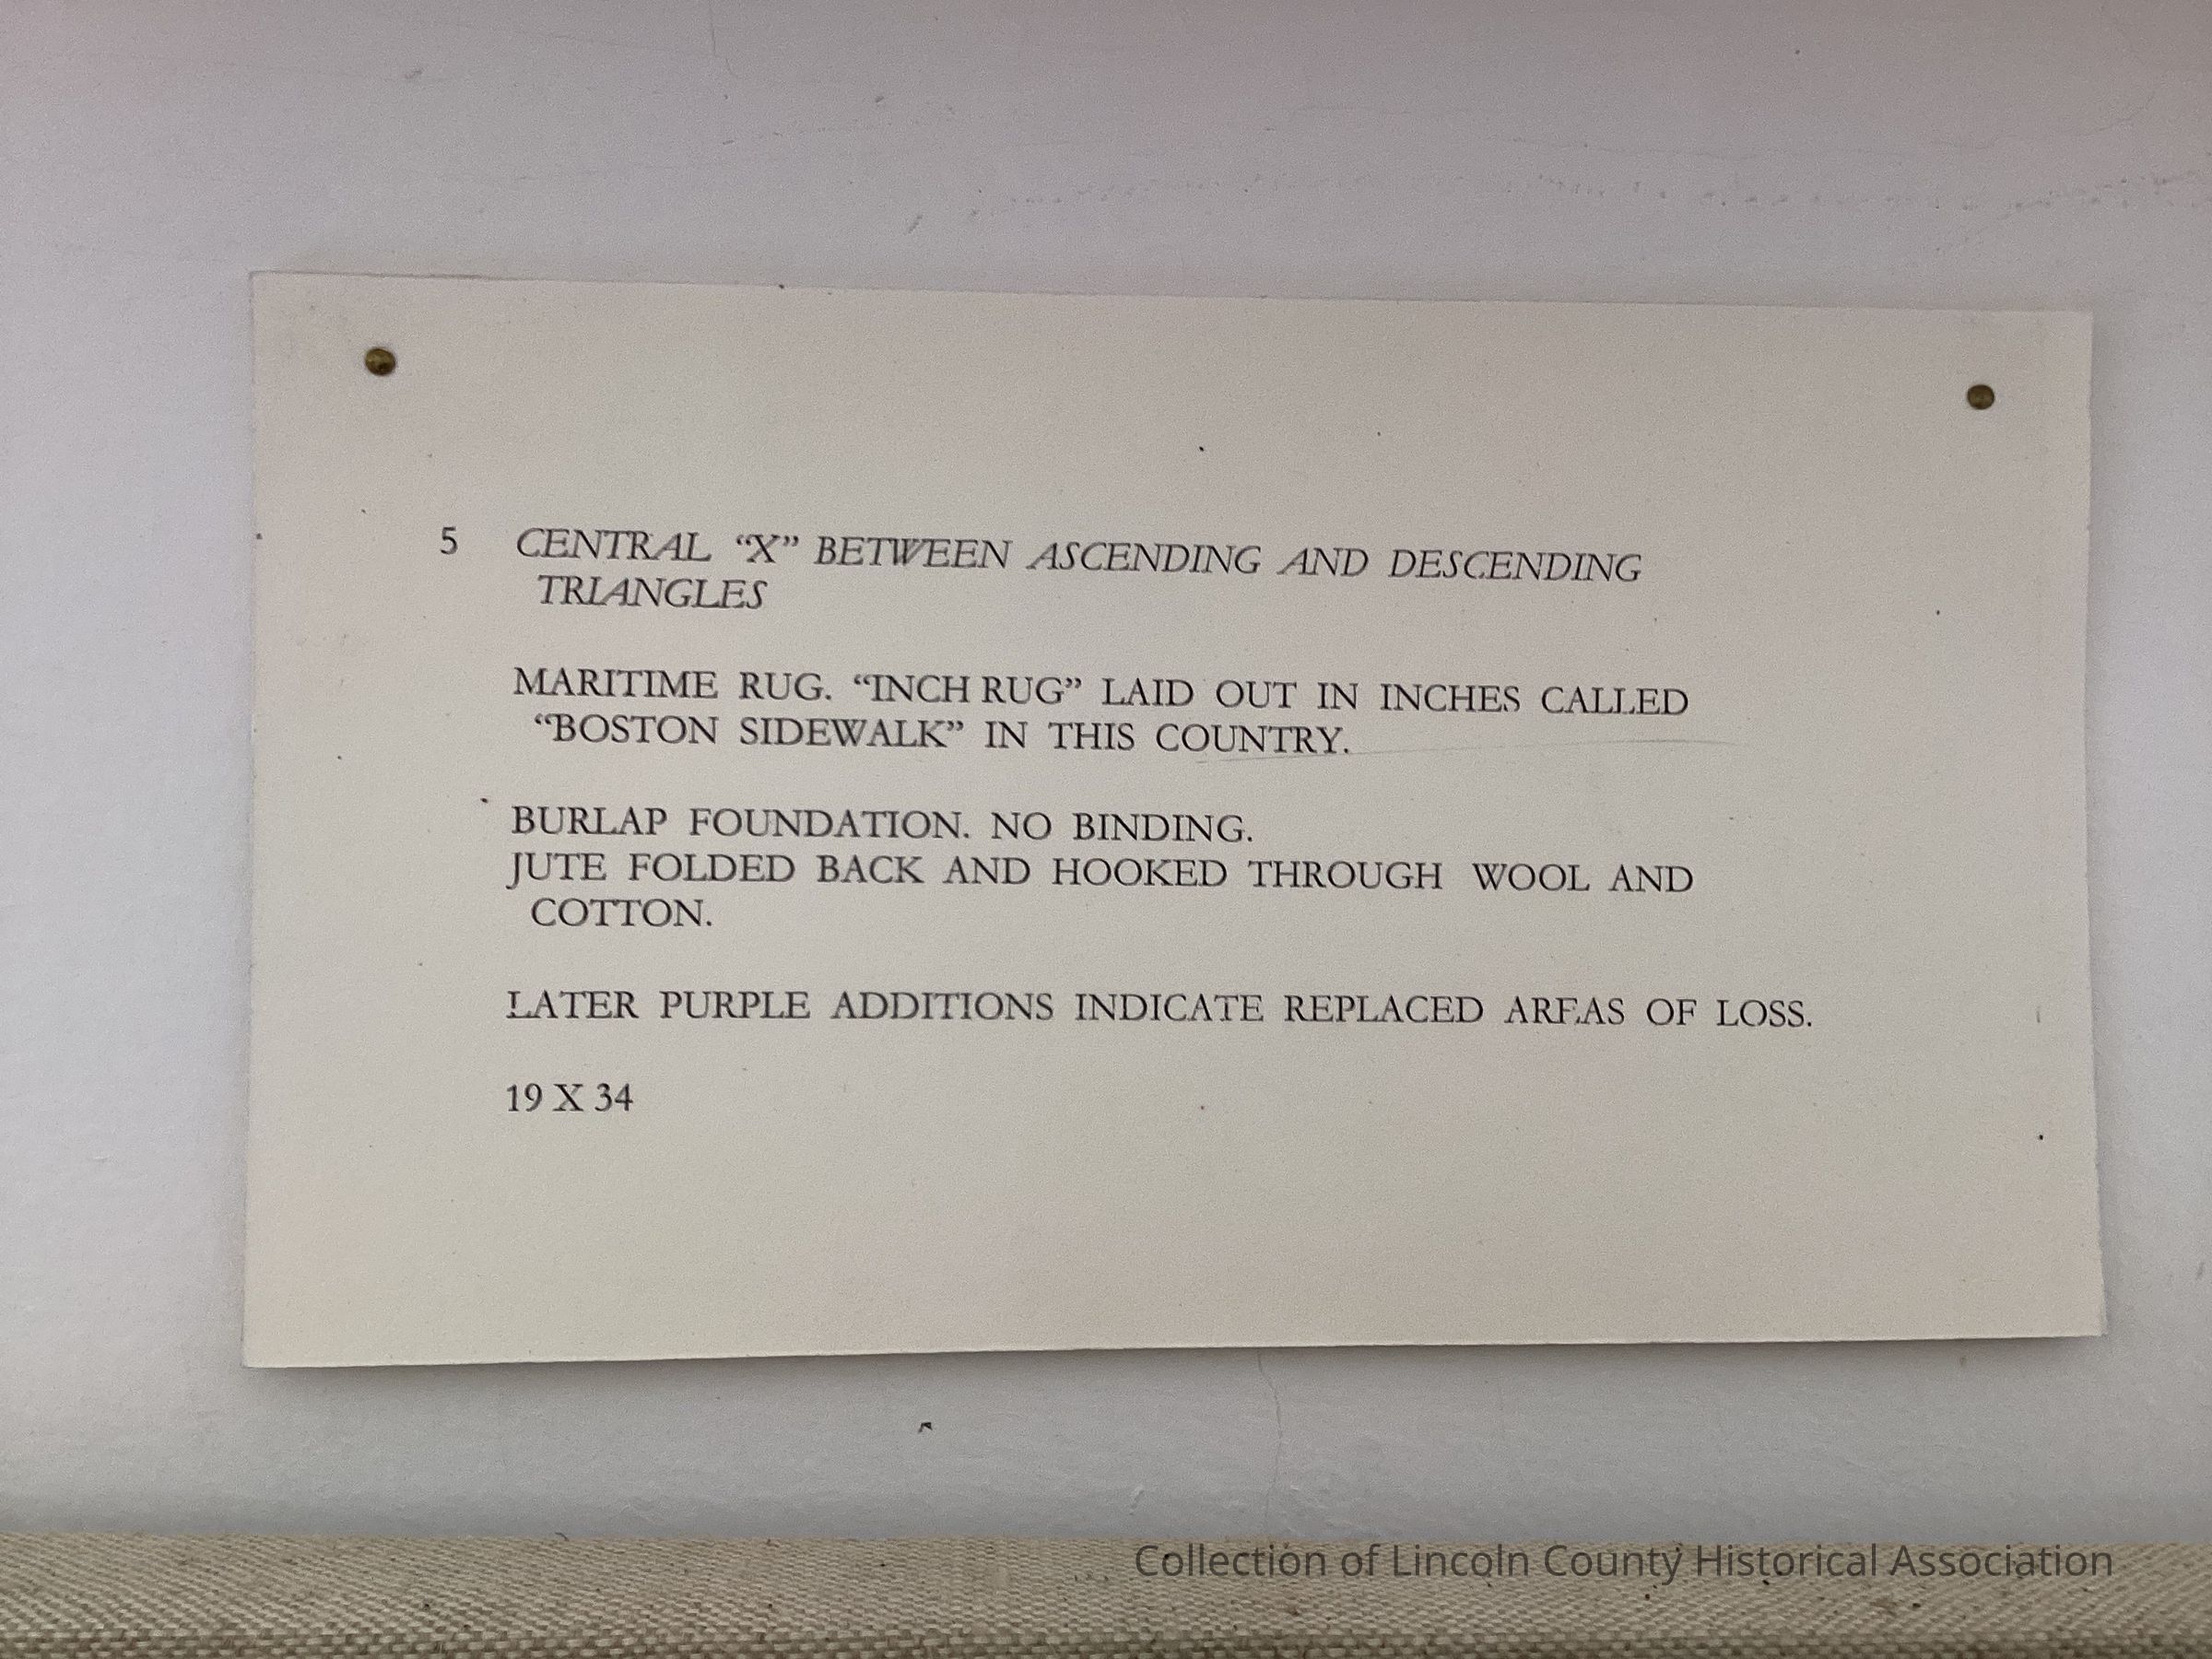 5 CENTRAL “X” BETWEEN ASCENDING AND DESCENDING
TRIANGLES
MARITIME RUG. “INCH RUG” LAID OUT IN INCHES CALLED
“BOSTON SIDEWALK” IN THIS COUNTRY.
BURLAP FOUNDATION. NO BINDING.
JUTE FOLDED BACK AND HOOKED THROUGH WOOL AND
COTTON.
LATER PURPLE ADDITIONS INDICATE REPLACED AREAS OF LOSS.
19 X 34
Collection of Lincoln County Historical Association